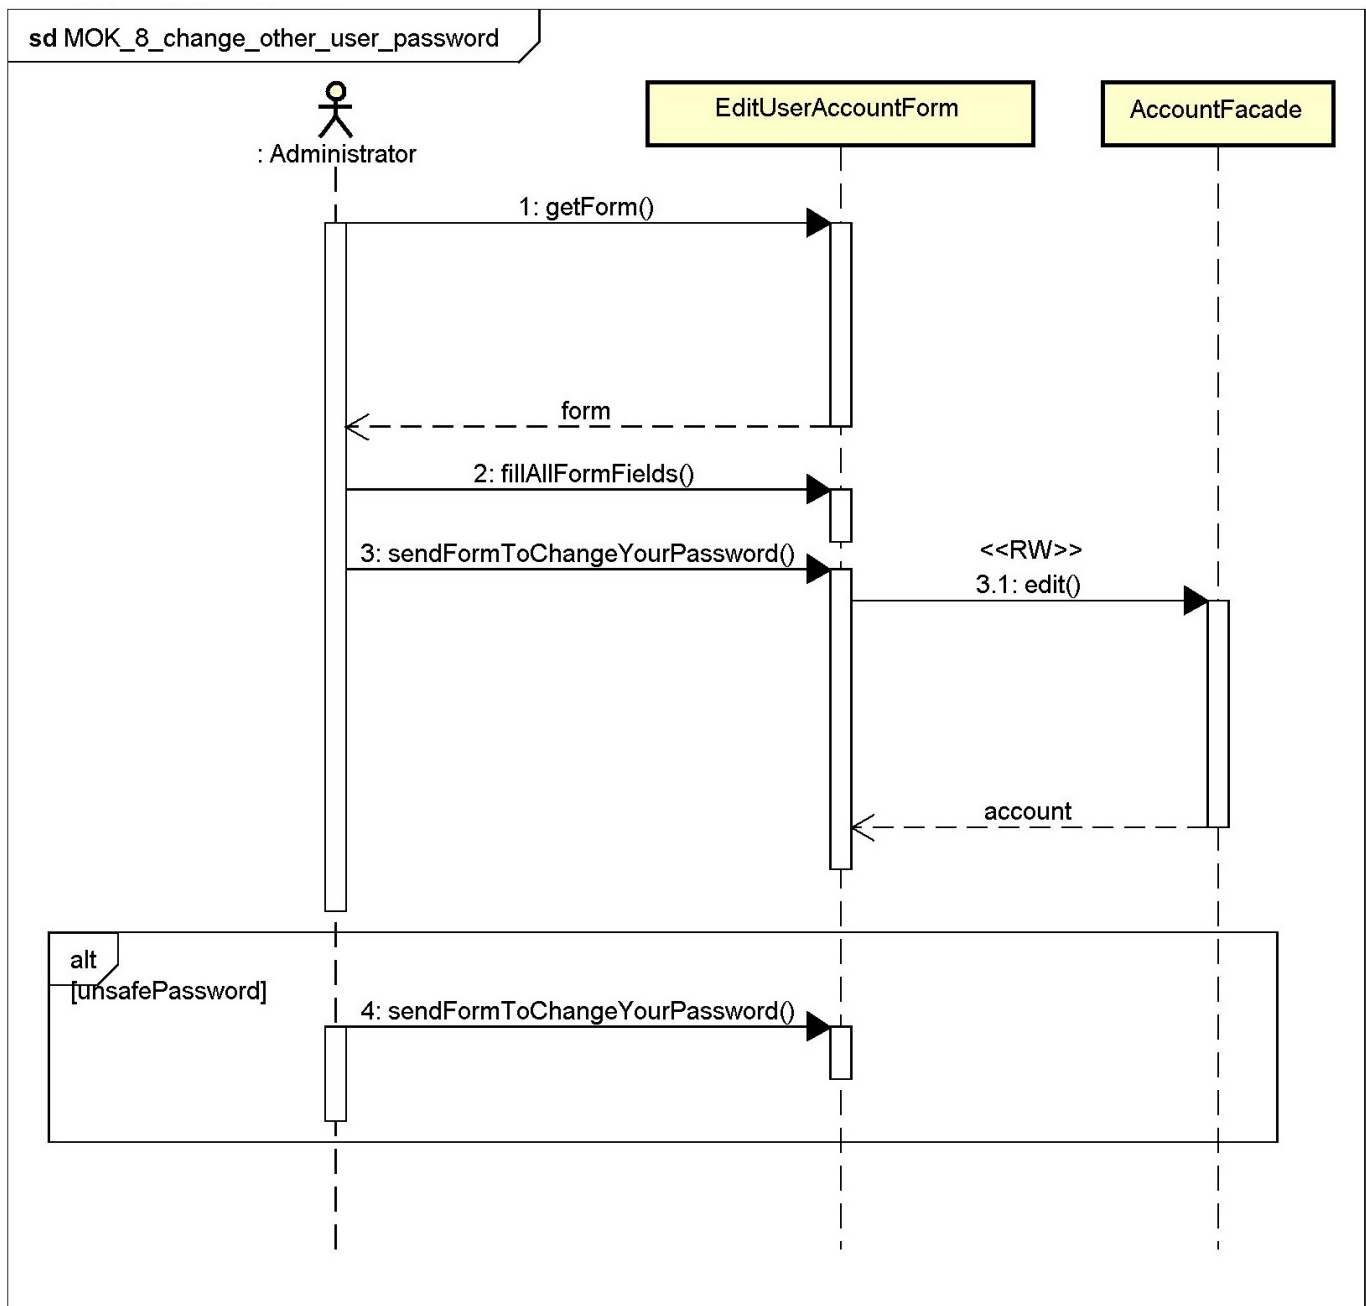 sd MOK_8_change_other_user_password
: Administrator
EditUserAccountForm
AccountFacade
1: getForm()
form
2: fillAllFormFields()
3: sendFormToChangeYourPassword()
<<RW>>
3.1: edit()
account
alt
[unsafePassword]
4: sendFormToChangeYourPassword()